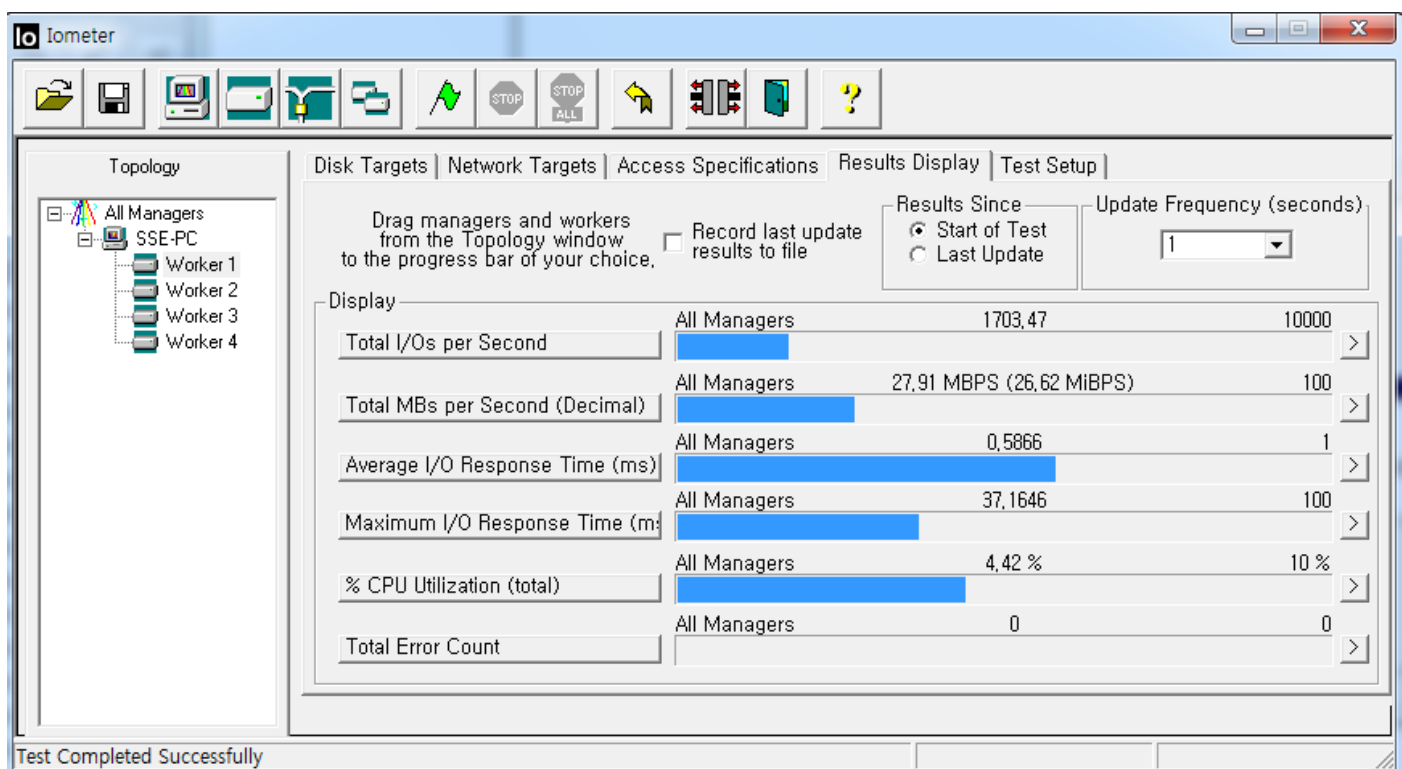 Iometer
STOP
STOP
ALL
Topology
All Managers
SSE-PC
Worker 1
Worker 2
Worker 3
Worker 4
Disk Targets
Network Targets
Access Specifications
Results Display
Test Setup
Drag managers and workers
from the Topology window
to the progress bar of your choice.
Record last update
results to file
Results Since
Start of Test
Last Update
Update Frequency (seconds)
1
Display
Total I/Os per Second
All Managers 1703,47 10000
>
Total MBs per Second (Decimal)
All Managers 27,91 MBPS (26,62 MiBPS) 100
>
Average I/O Response Time (ms)
All Managers 0,5866 1
>
Maximum I/O Response Time (ms
All Managers 37,1646 100
>
% CPU Utilization (total)
All Managers 4,42 % 10 %
>
Total Error Count
All Managers 0 0
>
Test Completed Successfully